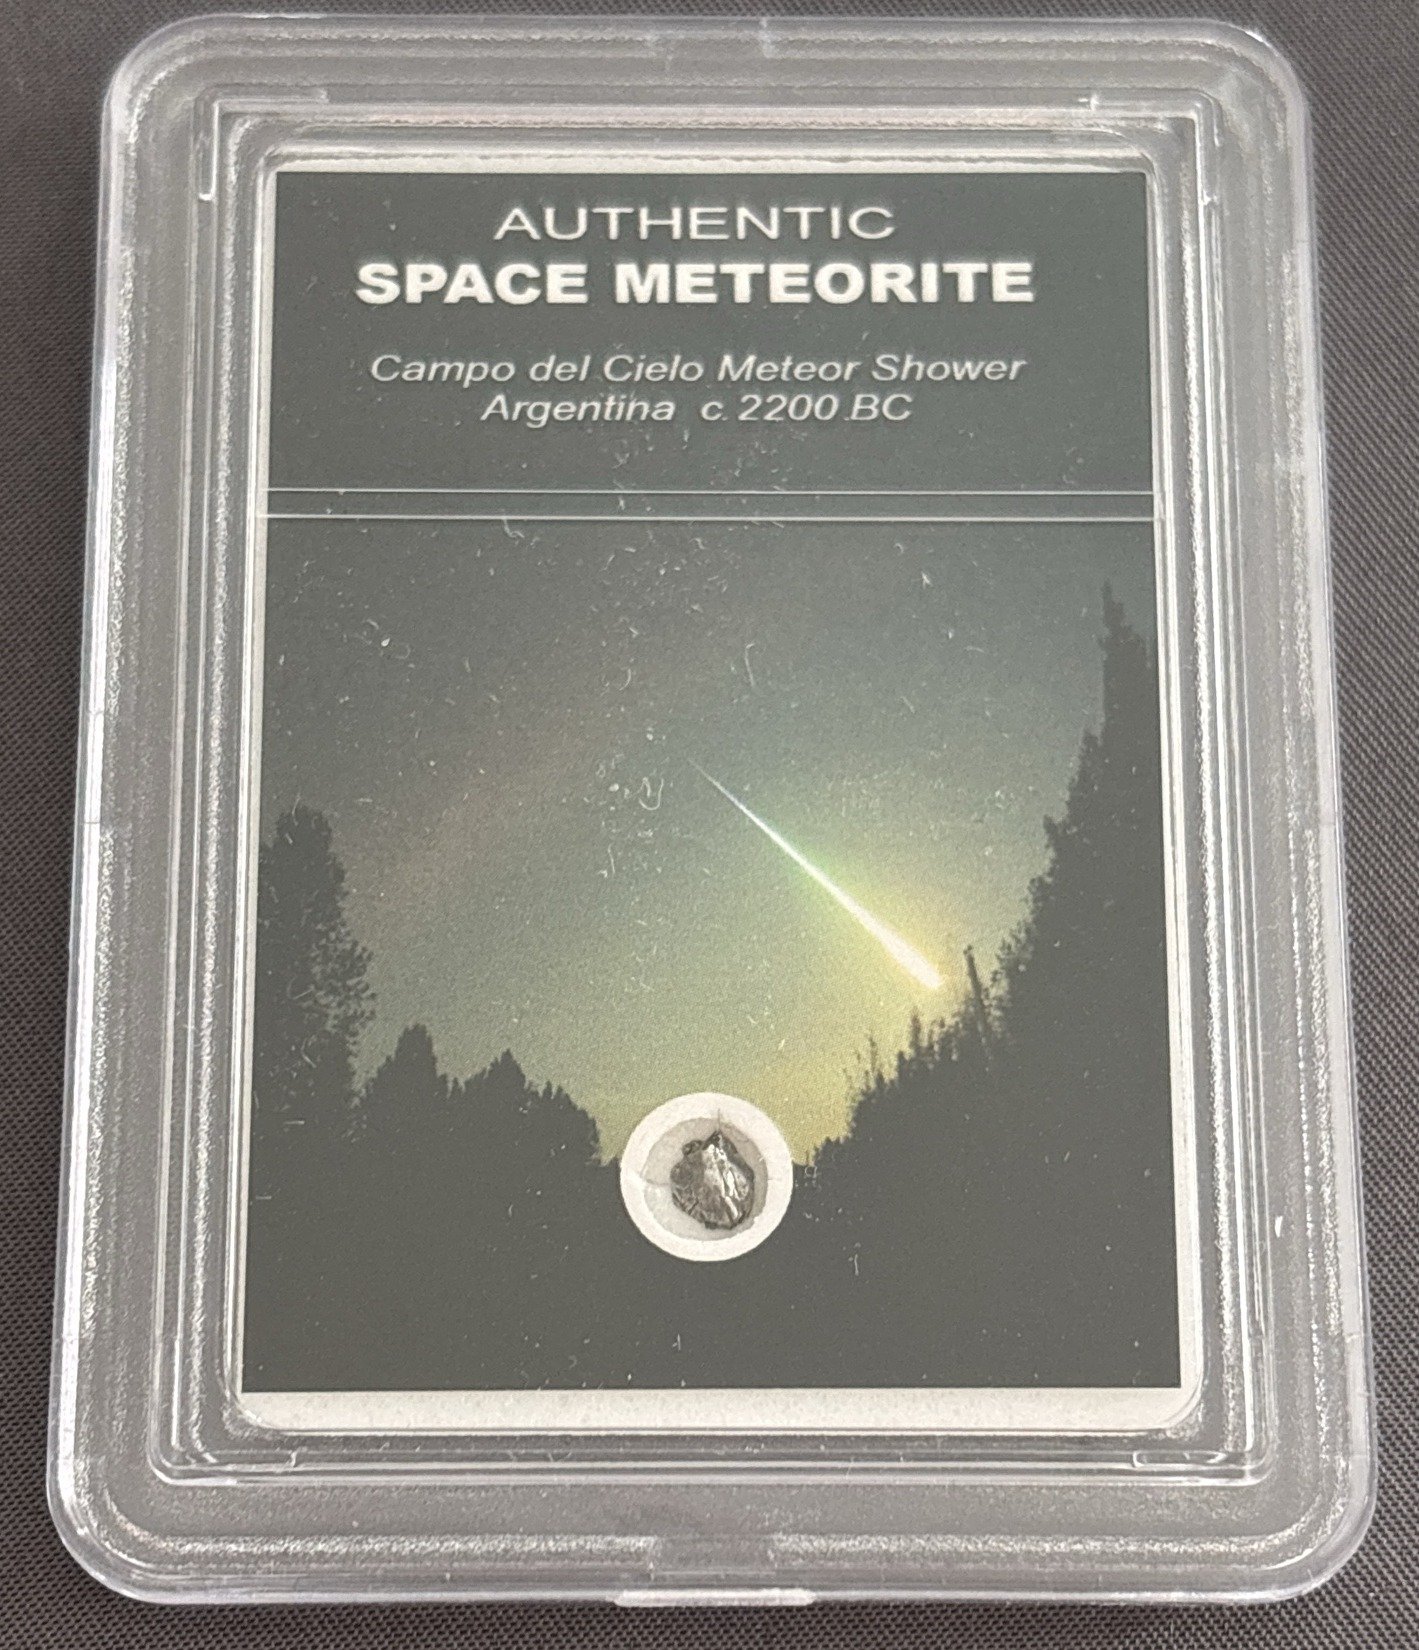 AUTHENTIC
SPACE METEORITE
Campo del Cielo Meteor Shower
Argentina c. 2200 BC